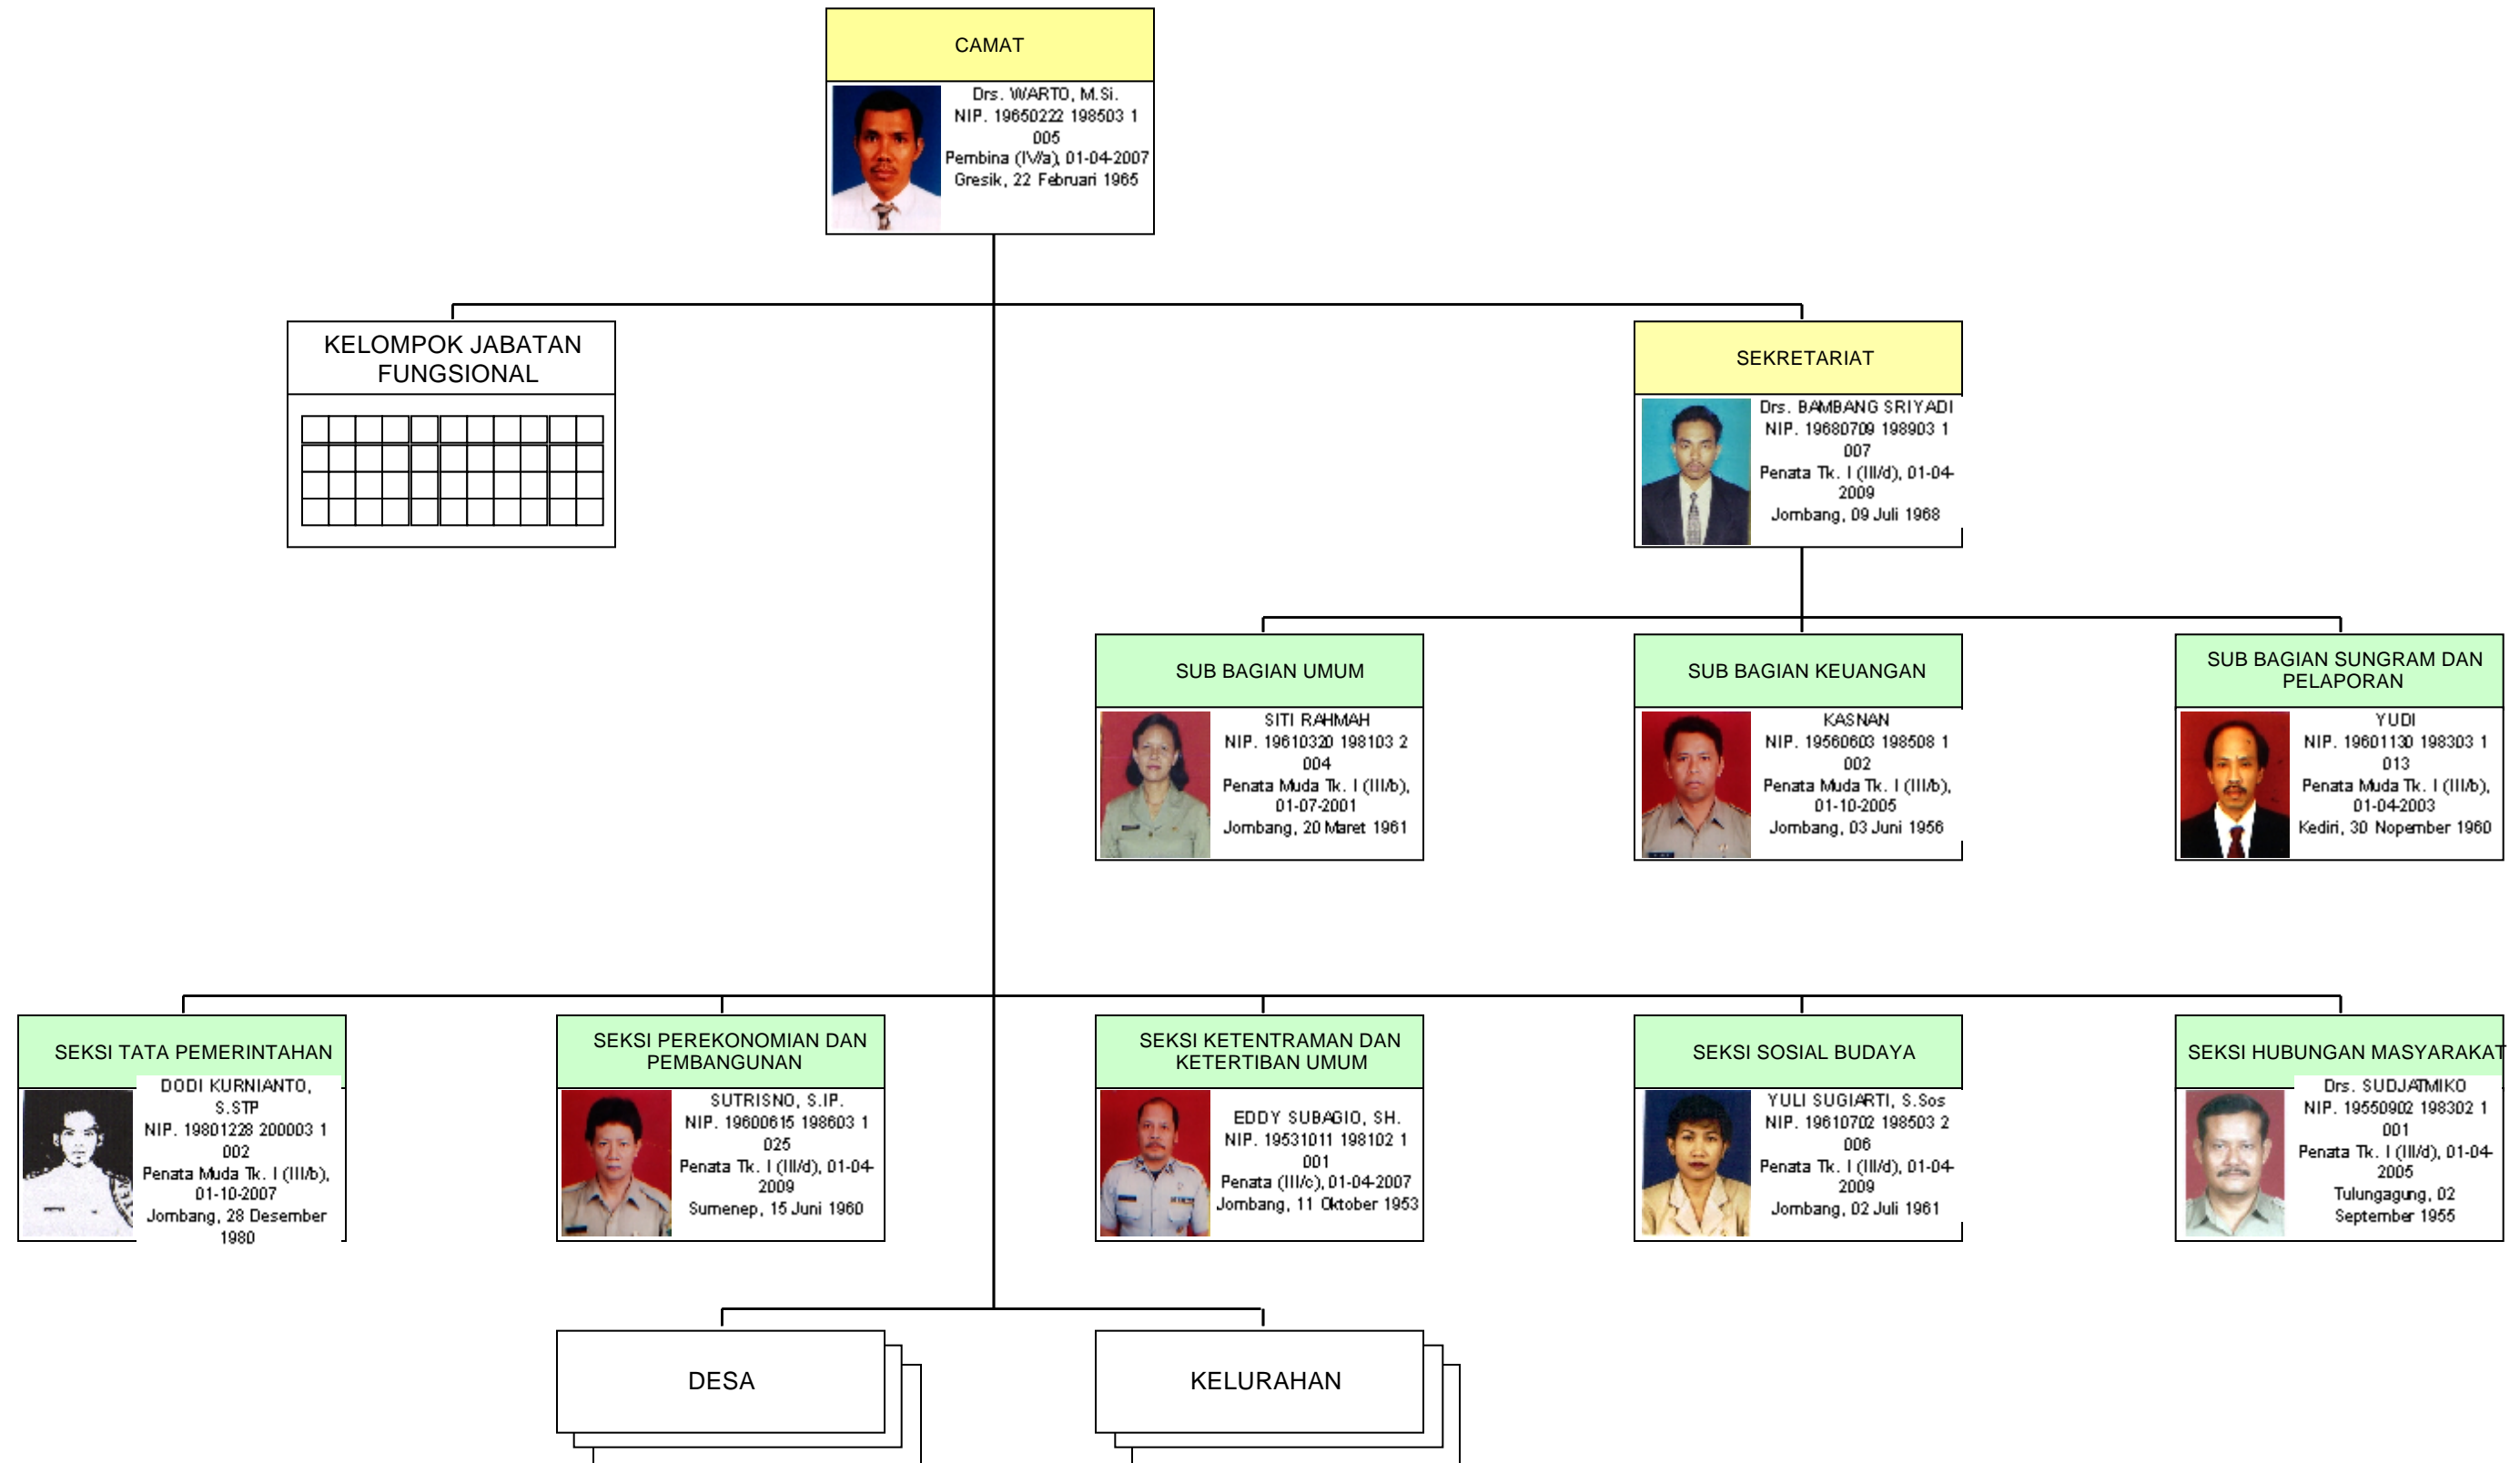 CAMAT
Drs. WARTO, M.Si.
NIP. 19650222 198503 1
005
Pembina (IV/a), 01-04-2007
Gresik, 22 Februari 1965
KELOMPOK JABATAN
FUNGSIONAL
SEKRETARIAT
Drs. BAMBANG SRIYADI
NIP. 19680709 198903 1
007
Penata Tk. I (III/d), 01-04-
2009
Jombang, 09 Juli 1968
SUB BAGIAN UMUM
SITI RAHMAH
NIP. 19610320 198103 2
004
Penata Muda Tk. I (III/b),
01-07-2001
Jombang, 20 Maret 1961
SUB BAGIAN KEUANGAN
KASNAN
NIP. 19560603 198508 1
002
Penata Muda Tk. I (III/b),
01-10-2005
Jombang, 03 Juni 1956
SUB BAGIAN SUNGRAM DAN
PELAPORAN
YUDI
NIP. 19601130 198303 1
013
Penata Muda Tk. I (III/b),
01-04-2003
Kediri, 30 Nopember 1960
SEKSI TATA PEMERINTAHAN
DODI KURNIANTO,
S.STP
NIP. 19801228 200003 1
002
Penata Muda Tk. I (III/b),
01-10-2007
Jombang, 28 Desember
1980
SEKSI PEREKONOMIAN DAN
PEMBANGUNAN
SUTRISNO, S.IP.
NIP. 19600615 198603 1
025
Penata Tk. I (III/d), 01-04-
2009
Sumenep, 15 Juni 1960
SEKSI KETENTRAMAN DAN
KETERTIBAN UMUM
EDDY SUBAGIO, SH.
NIP. 19531011 198102 1
001
Penata (III/c), 01-04-2007
Jombang, 11 Oktober 1953
SEKSI SOSIAL BUDAYA
YULI SUGIARTI, S.Sos
NIP. 19610702 198503 2
006
Penata Tk. I (III/d), 01-04-
2009
Jombang, 02 Juli 1961
SEKSI HUBUNGAN MASYARAKAT
Drs. SUDJATMIKO
NIP. 19550902 198302 1
001
Penata Tk. I (III/d), 01-04-
2005
Tulungagung, 02
September 1955
DESA
KELURAHAN